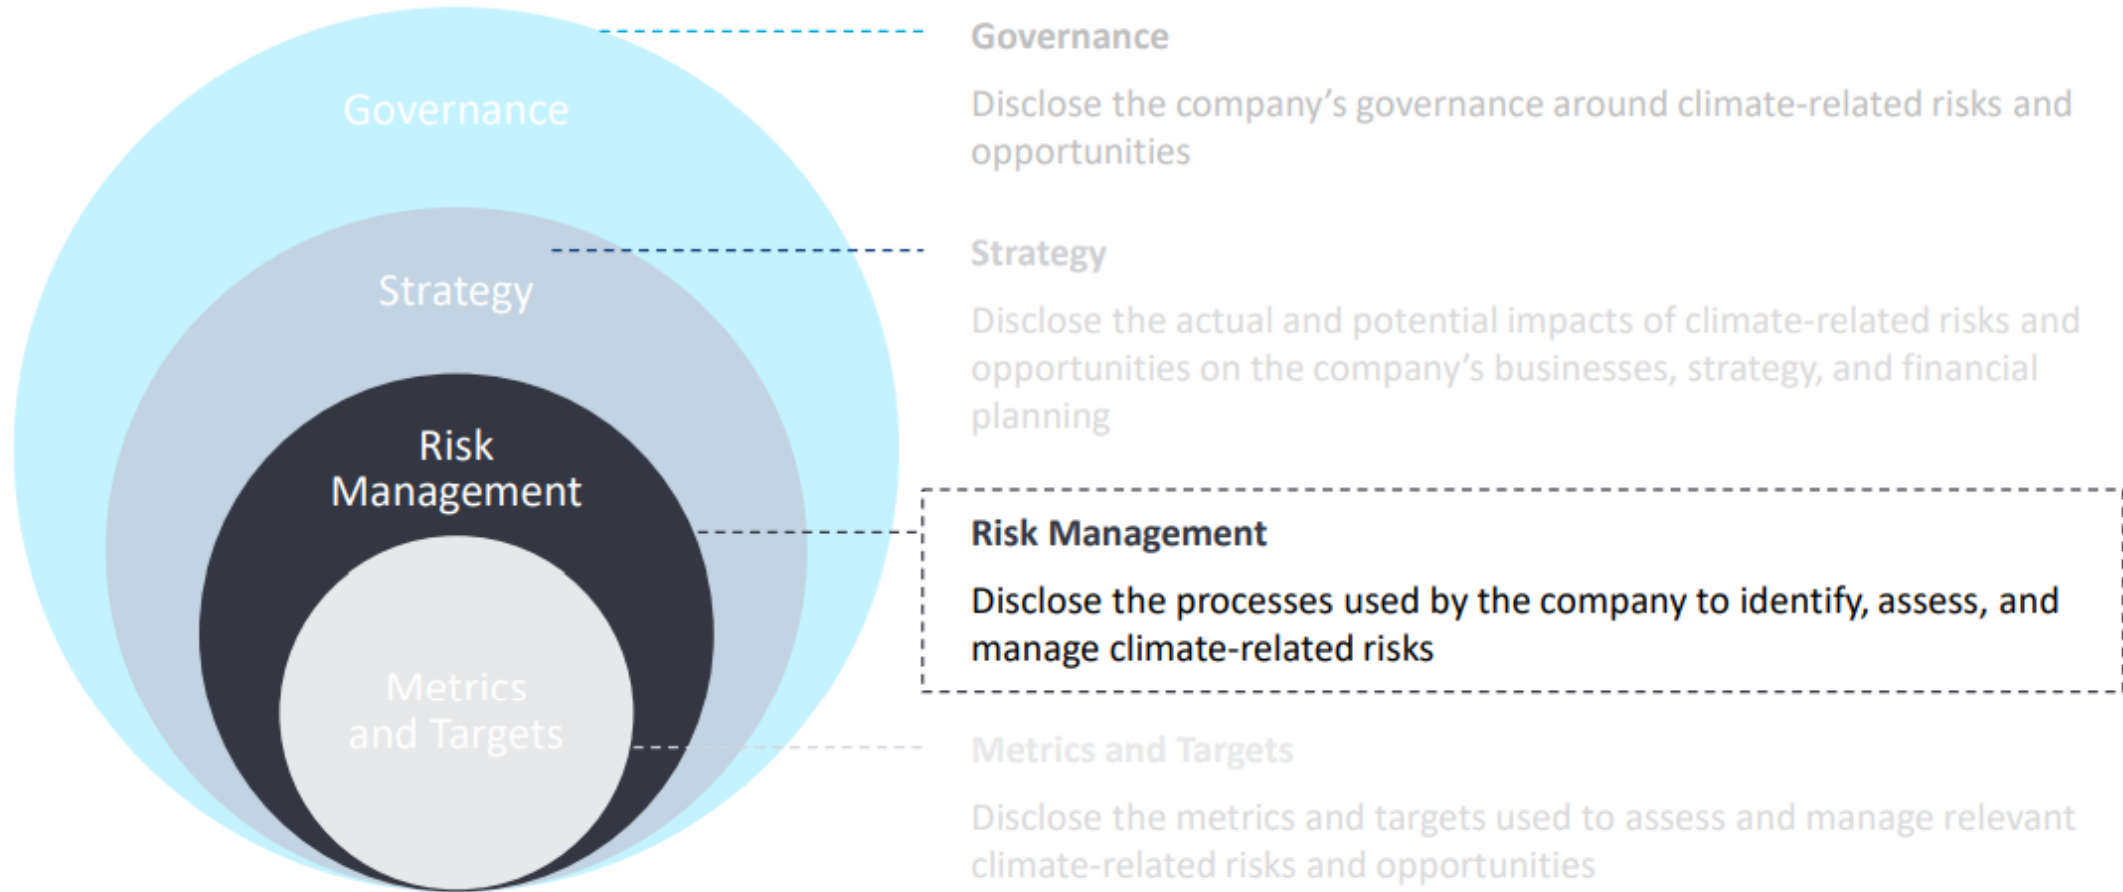 Governance
Strategy
Risk
Management
Metrics
and Targets
Governance
Disclose the company’s governance around climate-related risks and
opportunities
Strategy
Disclose the actual and potential impacts of climate-related risks and
opportunities on the company’s businesses, strategy, and financial
planning
Risk Management
Disclose the processes used by the company to identify, assess, and
manage climate-related risks
Metrics and Targets
Disclose the metrics and targets used to assess and manage relevant
climate-related risks and opportunities